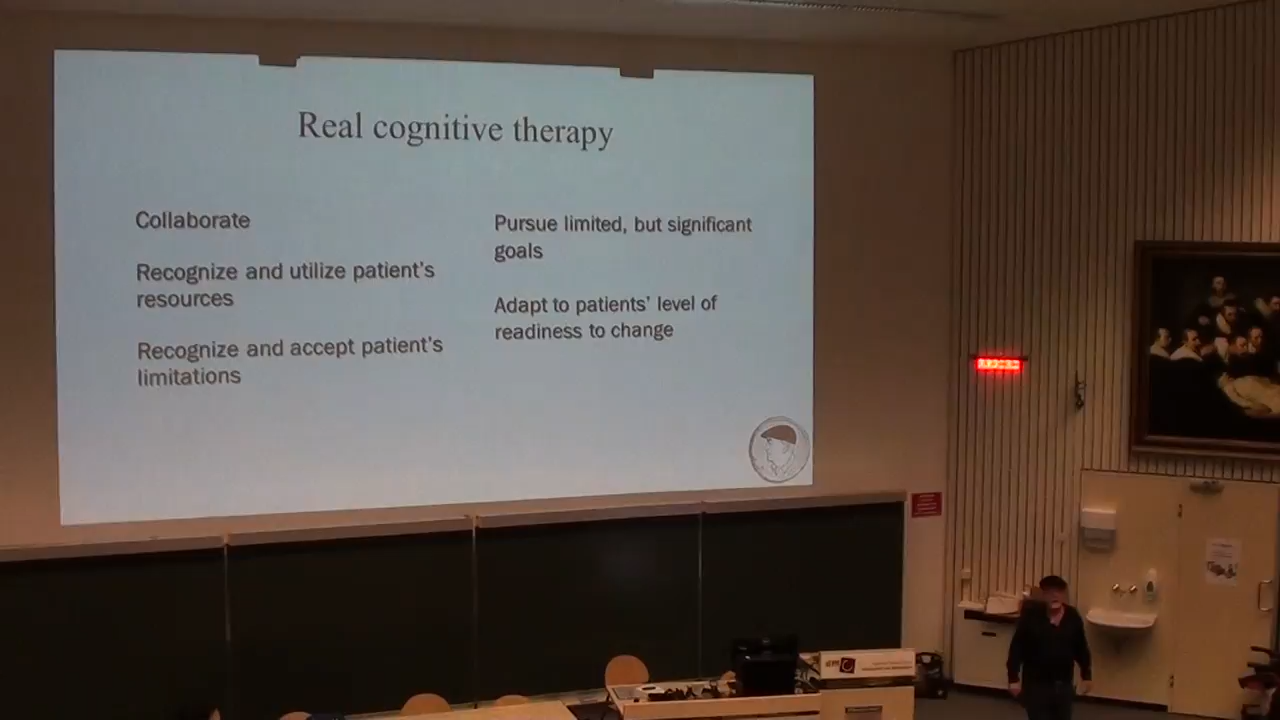 Real cognitive therapy
Collaborate
Recognize and utilize patient's
resources
Recognize and accept patient's
limitations
Pursue limited, but significant
goals
Adapt to patients' level of
readiness to change